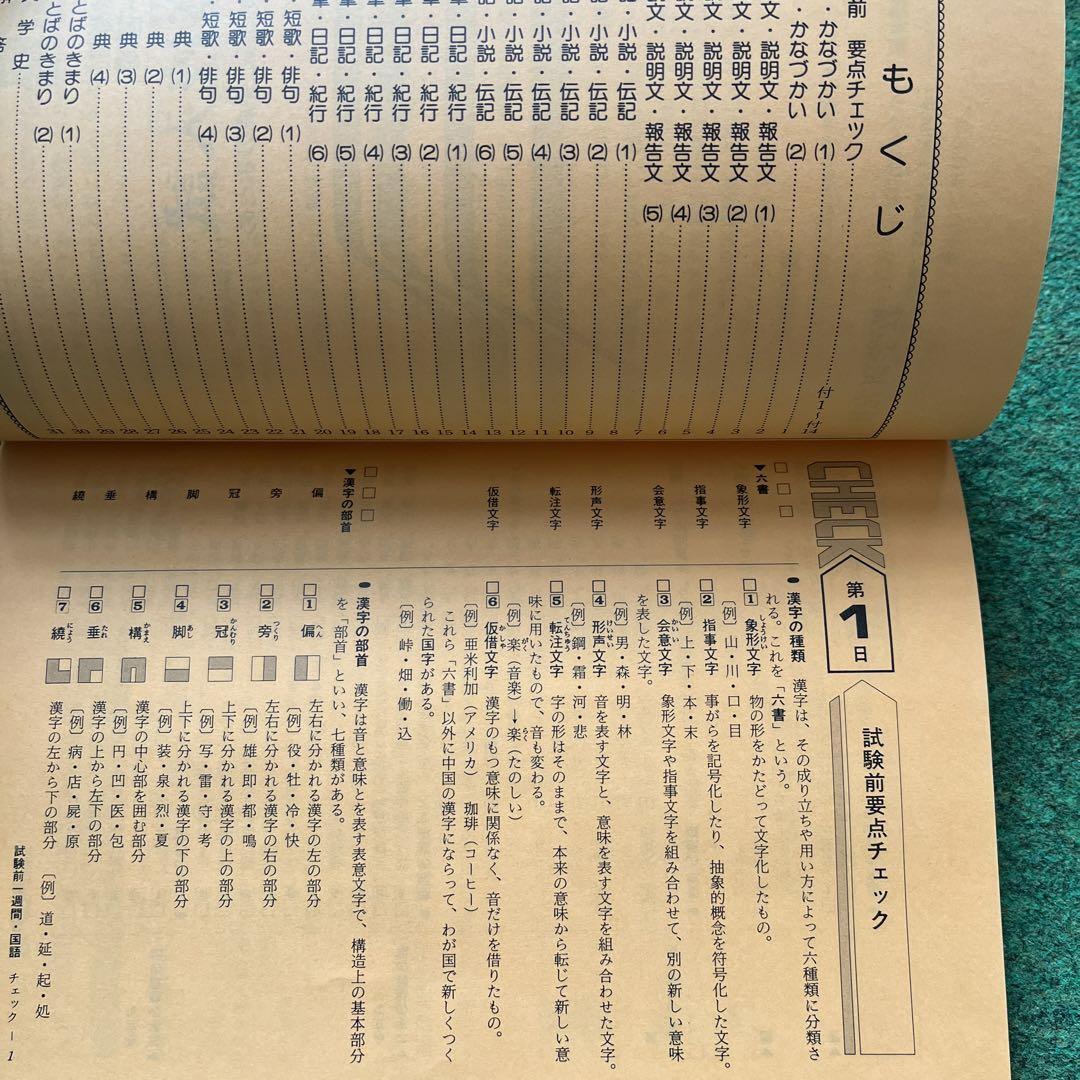 もくじ
前 要点チェック 付1〜付14
・かなづかい (1)
・かなづかい (2)
文・説明文・報告文 (1) 2
文・説明文・報告文 (2) 3
文・説明文・報告文 (3) 4
文・説明文・報告文 (4) 5
文・説明文・報告文 (5) 6
小説・伝記 (1) 7
小説・伝記 (2) 8
・小説・伝記 (3) 9
・小説・伝記 (4) 10
・小説・伝記 (5) 11
・小説・伝記 (6) 12
・日記・紀行 (1)
・日記・紀行 (2)
・日記・紀行 (3)
・日記・紀行 (4)
・日記・紀行 (5)
・日記・紀行 (6)
・短歌・俳句 (1)
・短歌・俳句 (2)
・短歌・俳句 (3)
・短歌・俳句 (4)
典 (1)
典 (2)
典 (3)
典 (4)
とばのきまり (1)
とばのきまり (2)
学史
CHECK 第1日 試験前要点チェック
▼六書
象形文字
指事文字
会意文字
形声文字
転注文字
仮借文字
▼漢字の部首
偏
旁
冠
脚
構
垂
繞
●漢字の種類 漢字は、その成り立ちや用い方によって六種類に分類さ
れる。これを「六書」という。
1 象形文字 物の形をかたどって文字化したもの。
〔例〕山・川・口・目
2 指事文字 事がらを記号化したり、抽象的概念を符号化した文字。
〔例〕上・下・本・末
3 会意文字 象形文字や指事文字を組み合わせて、別の新しい意味
を表した文字。
〔例〕男・森・明・林
4 形声文字 音を表す文字と、意味を表す文字を組み合わせた文字。
〔例〕鋼・霜・河・悲
5 転注文字 字の形はそのままで、本来の意味から転じて新しい意
味に用いたもので、音も変わる。
〔例〕楽（音楽）→楽（たのしい）
6 仮借文字 漢字のもつ意味に関係なく、音だけを借りたもの。
〔例〕亜米利加（アメリカ） 珈琲（コーヒー）
これら「六書」以外に中国の漢字にならって、わが国で新しくつく
られた国字がある。
〔例〕峠・畑・働・込
●漢字の部首 漢字は音と意味とを表す表意文字で、構造上の基本部分
を「部首」といい、七種類がある。
1 偏 左右に分かれる漢字の左の部分
〔例〕役・牡・冷・快
2 旁 左右に分かれる漢字の右の部分
〔例〕雄・即・都・鳴
3 冠 上下に分かれる漢字の上の部分
〔例〕写・雷・守・考
4 脚 上下に分かれる漢字の下の部分
〔例〕装・泉・烈・夏
5 構 漢字の中心部を囲む部分
〔例〕円・凹・医・包
6 垂 漢字の上から左下の部分
〔例〕病・店・屍・原
7 繞 漢字の左から下の部分
〔例〕道・延・起・処
試験前一週間・国語 チェック—1